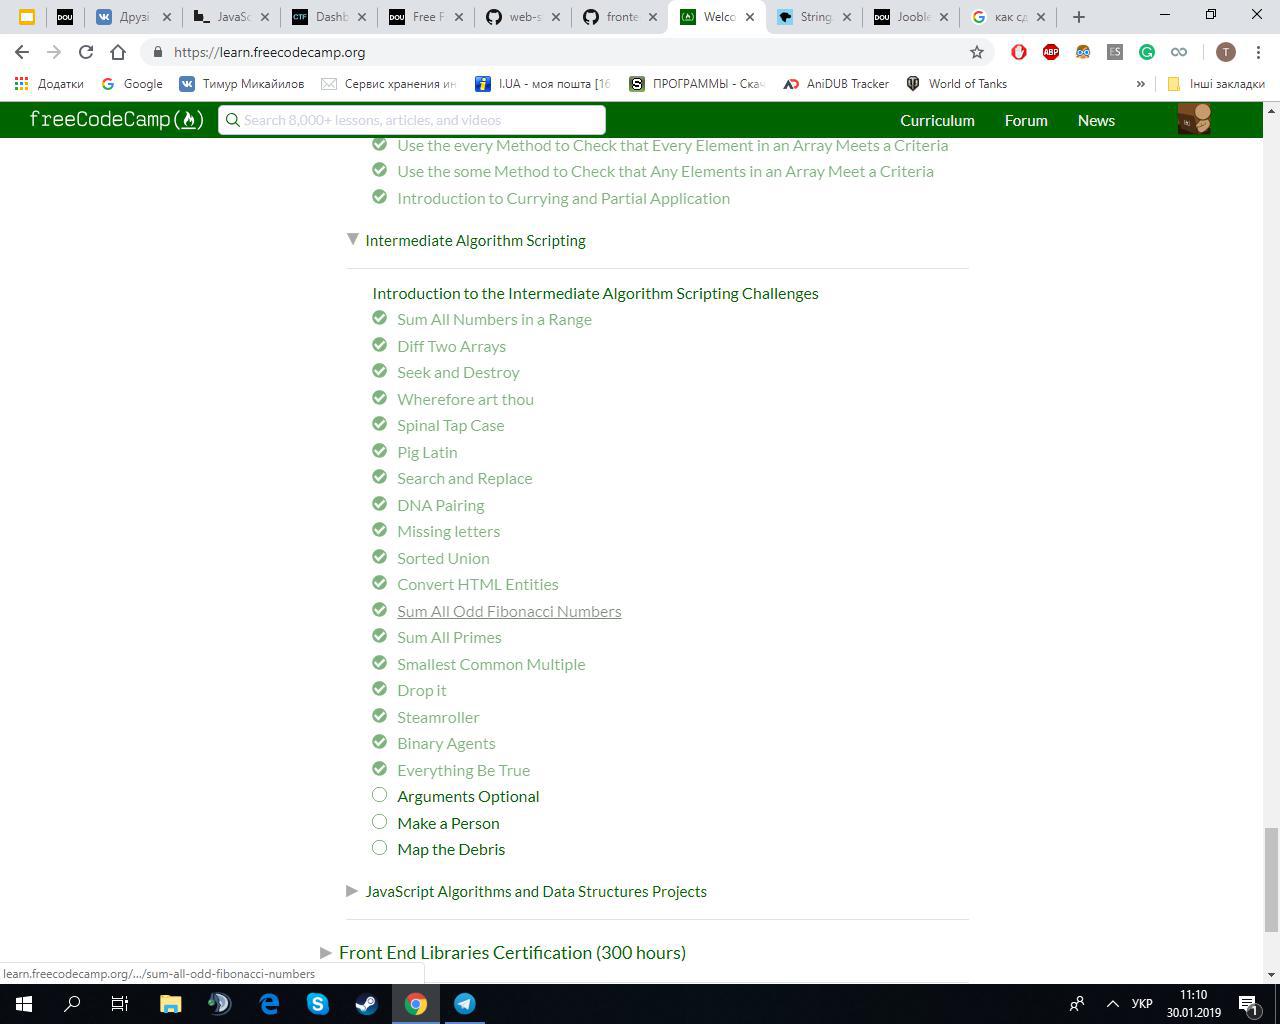 Друзі
JavaSc
Dashb
Free F
web-s
fronte
Welco
String
Jooble
как сд
https://learn.freecodecamp.org
Додатки
Google
Тимур Микайилов
Сервис хранения ин
I.UA - моя пошта [16
ПРОГРАММЫ - Скач
AniDUB Tracker
World of Tanks
»
Інші закладки
freeCodeCamp
Search 8,000+ lessons, articles, and videos
Curriculum
Forum
News
Use the every Method to Check that Every Element in an Array Meets a Criteria
Use the some Method to Check that Any Elements in an Array Meet a Criteria
Introduction to Currying and Partial Application
Intermediate Algorithm Scripting
Introduction to the Intermediate Algorithm Scripting Challenges
Sum All Numbers in a Range
Diff Two Arrays
Seek and Destroy
Wherefore art thou
Spinal Tap Case
Pig Latin
Search and Replace
DNA Pairing
Missing letters
Sorted Union
Convert HTML Entities
Sum All Odd Fibonacci Numbers
Sum All Primes
Smallest Common Multiple
Drop it
Steamroller
Binary Agents
Everything Be True
Arguments Optional
Make a Person
Map the Debris
JavaScript Algorithms and Data Structures Projects
Front End Libraries Certification (300 hours)
learn.freecodecamp.org/.../sum-all-odd-fibonacci-numbers
УКР
11:10
30.01.2019
1